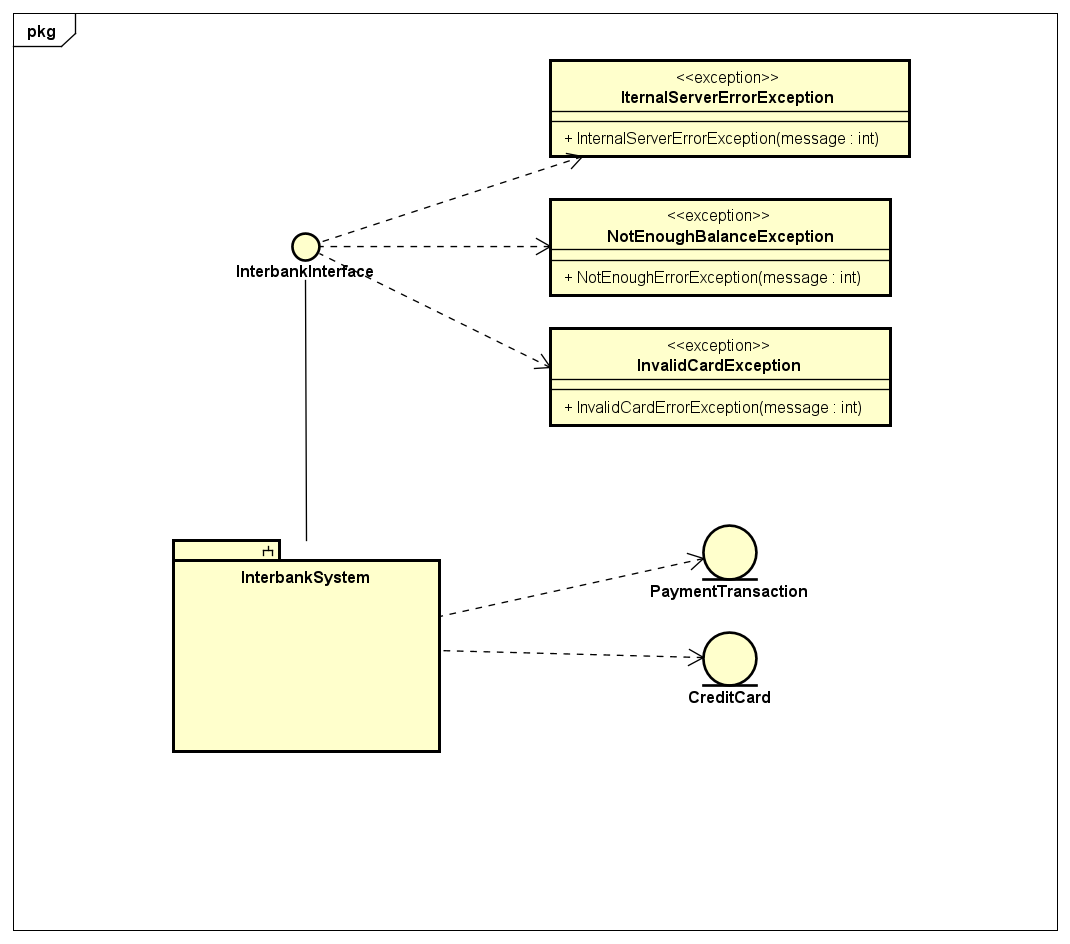 pkg
<<exception>>
IternalServerErrorException
+ InternalServerErrorException(message : int)
<<exception>>
NotEnoughBalanceException
+ NotEnoughErrorException(message : int)
InterbankInterface
<<exception>>
InvalidCardException
+ InvalidCardErrorException(message : int)
InterbankSystem
PaymentTransaction
CreditCard